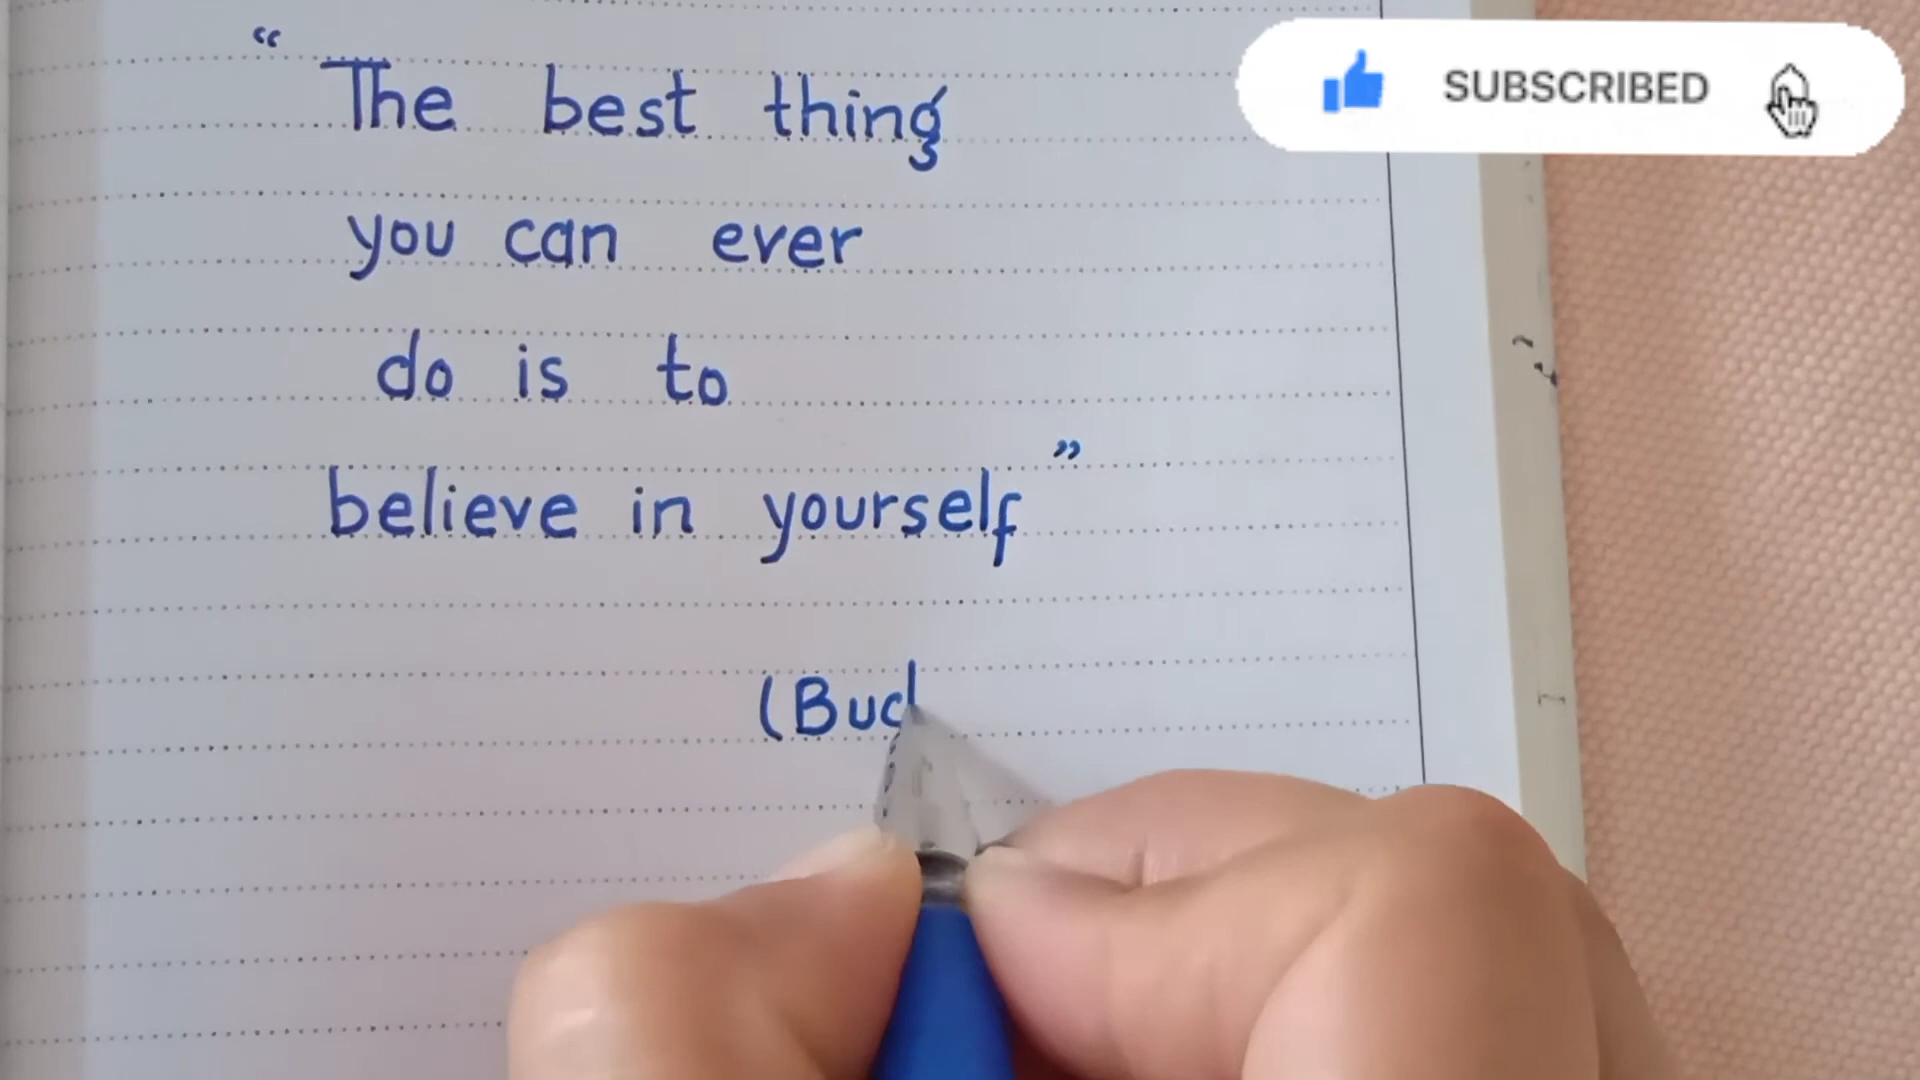 “ The best thing
SUBSCRIBED
you can ever
do is to
believe in yourself ”
(Bud